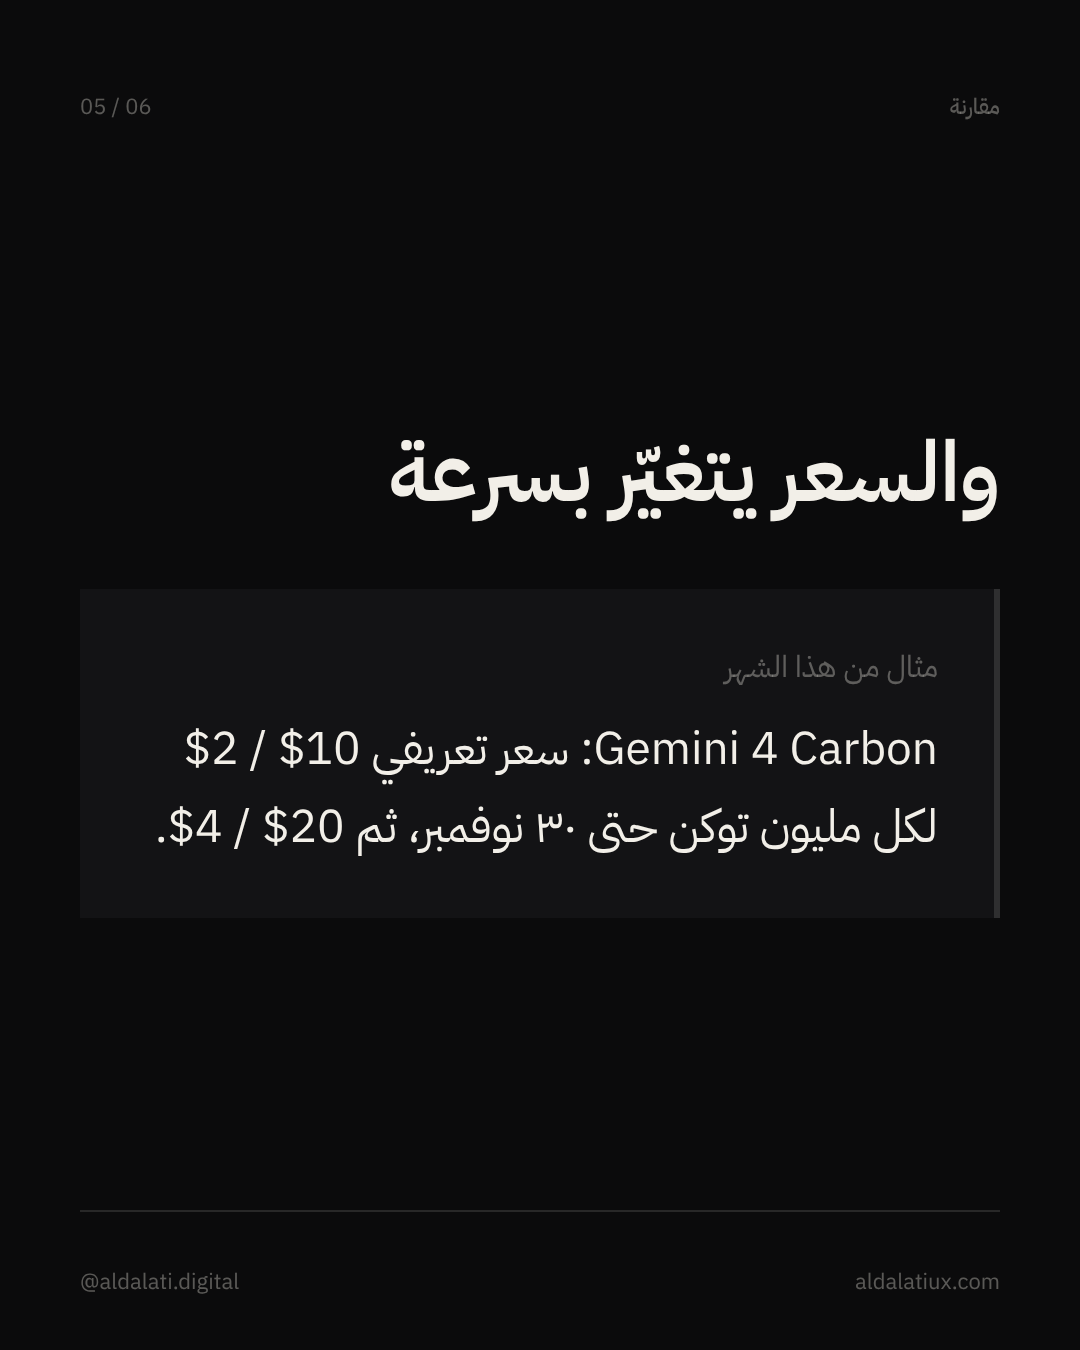 مقارنة
05 / 06
والسعر يتغيّر بسرعة
مثال من هذا الشهر
Gemini 4 Carbon: سعر تعريفي $10 / $2
لكل مليون توكن حتى ٣٠ نوفمبر، ثم $20 / $4.
@aldalati.digital
aldalatiux.com